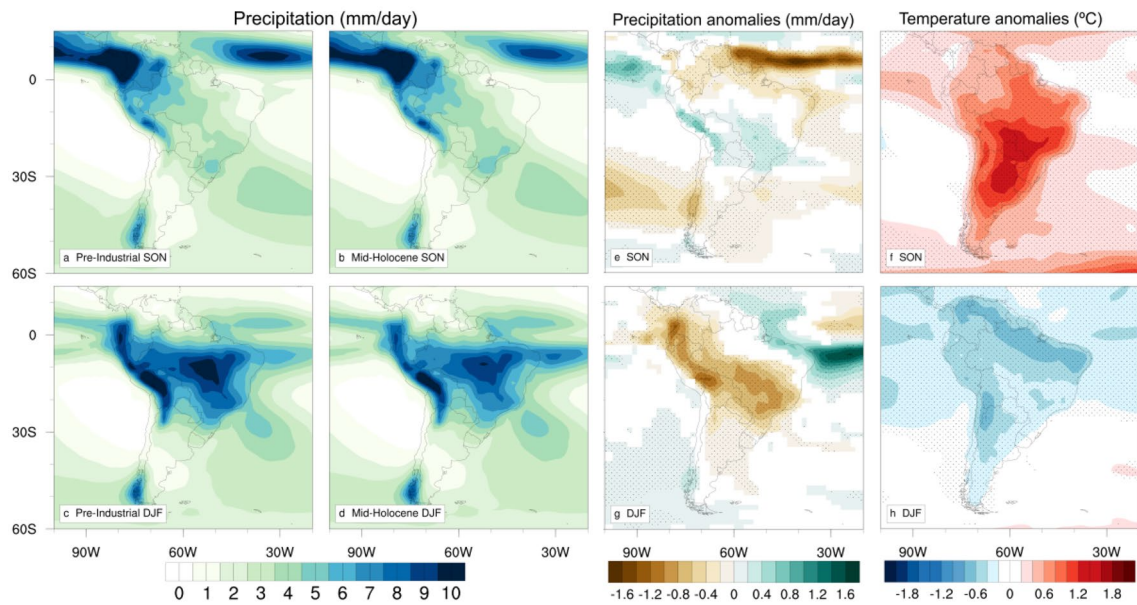 Precipitation (mm/day) Precipitation anomalies (mm/day) Temperature anomalies (ºC)
0
30S
60S
a Pre-Industrial SON b Mid-Holocene SON e SON f SON
0
30S
60S
c Pre-Industrial DJF d Mid-Holocene DJF g DJF h DJF
90W 60W 30W 90W 60W 30W 90W 60W 30W 90W 60W 30W
0 1 2 3 4 5 6 7 8 9 10
-1.6 -1.2 -0.8 -0.4 0 0.4 0.8 1.2 1.6
-1.8 -1.2 -0.6 0 0.6 1.2 1.8